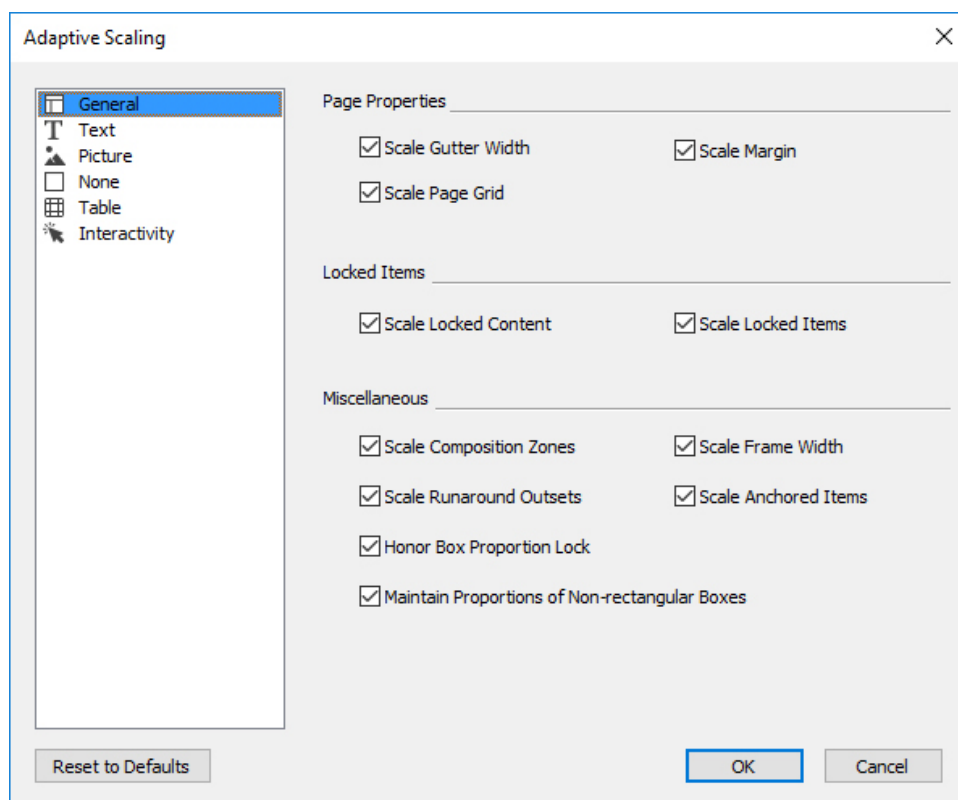 Adaptive Scaling
General
Text
Picture
None
Table
Interactivity
Page Properties
Scale Gutter Width
Scale Margin
Scale Page Grid
Locked Items
Scale Locked Content
Scale Locked Items
Miscellaneous
Scale Composition Zones
Scale Frame Width
Scale Runaround Outsets
Scale Anchored Items
Honor Box Proportion Lock
Maintain Proportions of Non-rectangular Boxes
Reset to Defaults
OK
Cancel